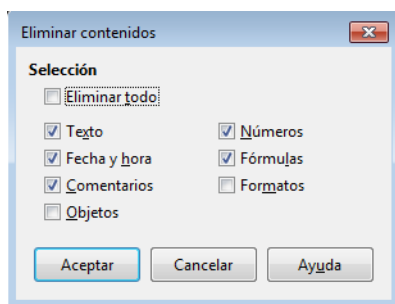 Eliminar contenidos
Selección
Eliminar todo
Texto
Números
Fecha y hora
Fórmulas
Comentarios
Formatos
Objetos
Aceptar
Cancelar
Ayuda